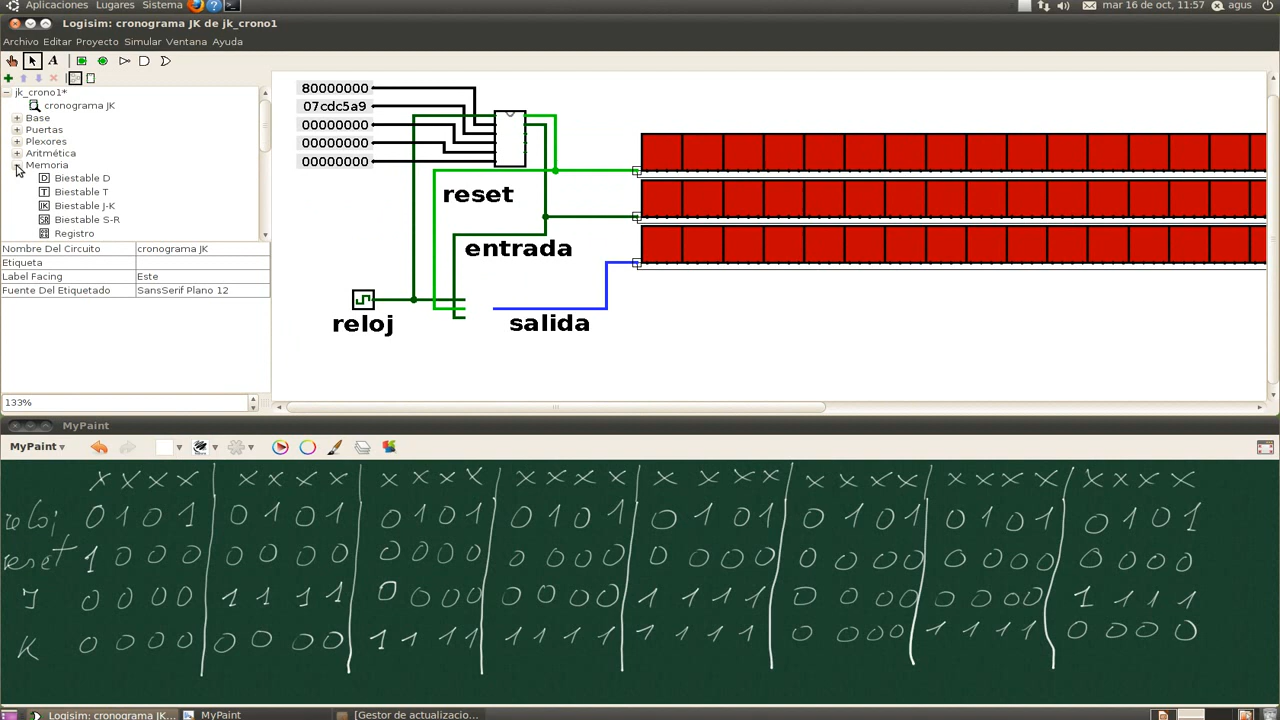 Aplicaciones Lugares Sistema mar 16 de oct, 11:57 agus
Logisim: cronograma JK de jk_crono1
Archivo Editar Proyecto Simular Ventana Ayuda
A
jk_crono1*
cronograma JK
Base
Puertas
Plexores
Aritmética
Memoria
D Biestable D
T Biestable T
JK Biestable J-K
SR Biestable S-R
Registro
Nombre Del Circuito cronograma JK
Etiqueta
Label Facing Este
Fuente Del Etiquetado SansSerif Plano 12
133%
80000000
07cdc5a9
00000000
00000000
00000000
reset
entrada
reloj
salida
MyPaint
MyPaint
x x x x x x x x x x x x x x x x x x x x x x x x x x x x x x x x
reloj 0 1 0 1 0 1 0 1 0 1 0 1 0 1 0 1 0 1 0 1 0 1 0 1 0 1 0 1 0 1 0 1
reset 1 0 0 0 0 0 0 0 0 0 0 0 0 0 0 0 0 0 0 0 0 0 0 0 0 0 0 0 0 0 0 0
J 0 0 0 0 1 1 1 1 0 0 0 0 0 0 0 0 1 1 1 1 0 0 0 0 0 0 0 0 1 1 1 1
K 0 0 0 0 0 0 0 0 1 1 1 1 1 1 1 1 1 1 1 1 0 0 0 0 1 1 1 1 0 0 0 0
Logisim: cronograma JK... MyPaint [Gestor de actualizacio...